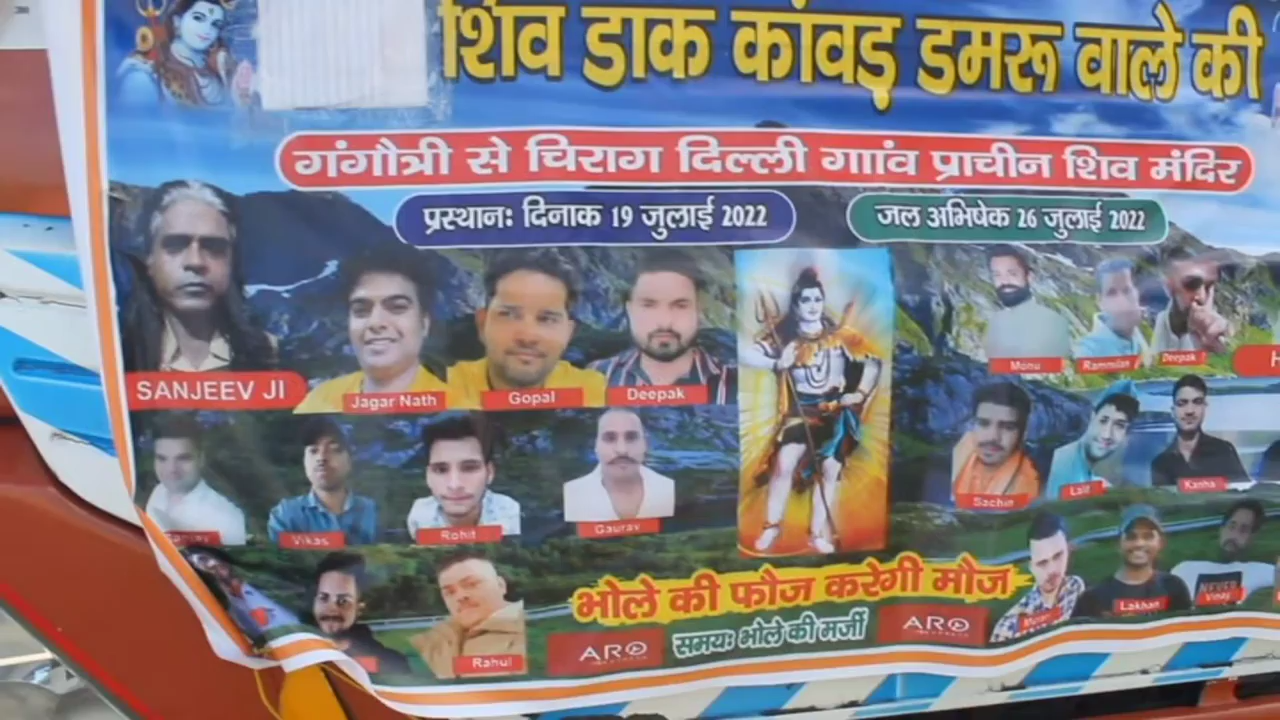 शिव डाक कांवड़ डमरू वाले की
गंगौत्री से चिराग दिल्ली गाांव प्राचीन शिव मंदिर
प्रस्थानः दिनाक 19 जुलाई 2022
जल अभिषेक 26 जुलाई 2022
SANJEEV JI
Jagar Nath
Gopal
Deepak
Monu
Rammilan
Deepak
Vikas
Rohit
Gaurav
Sachin
Lalit
Kanha
Rahul
भोले की फौज करेगी मौज
समयः भोले की मर्जी
ARO
ARO
Lakhan
NEVER
Vinay